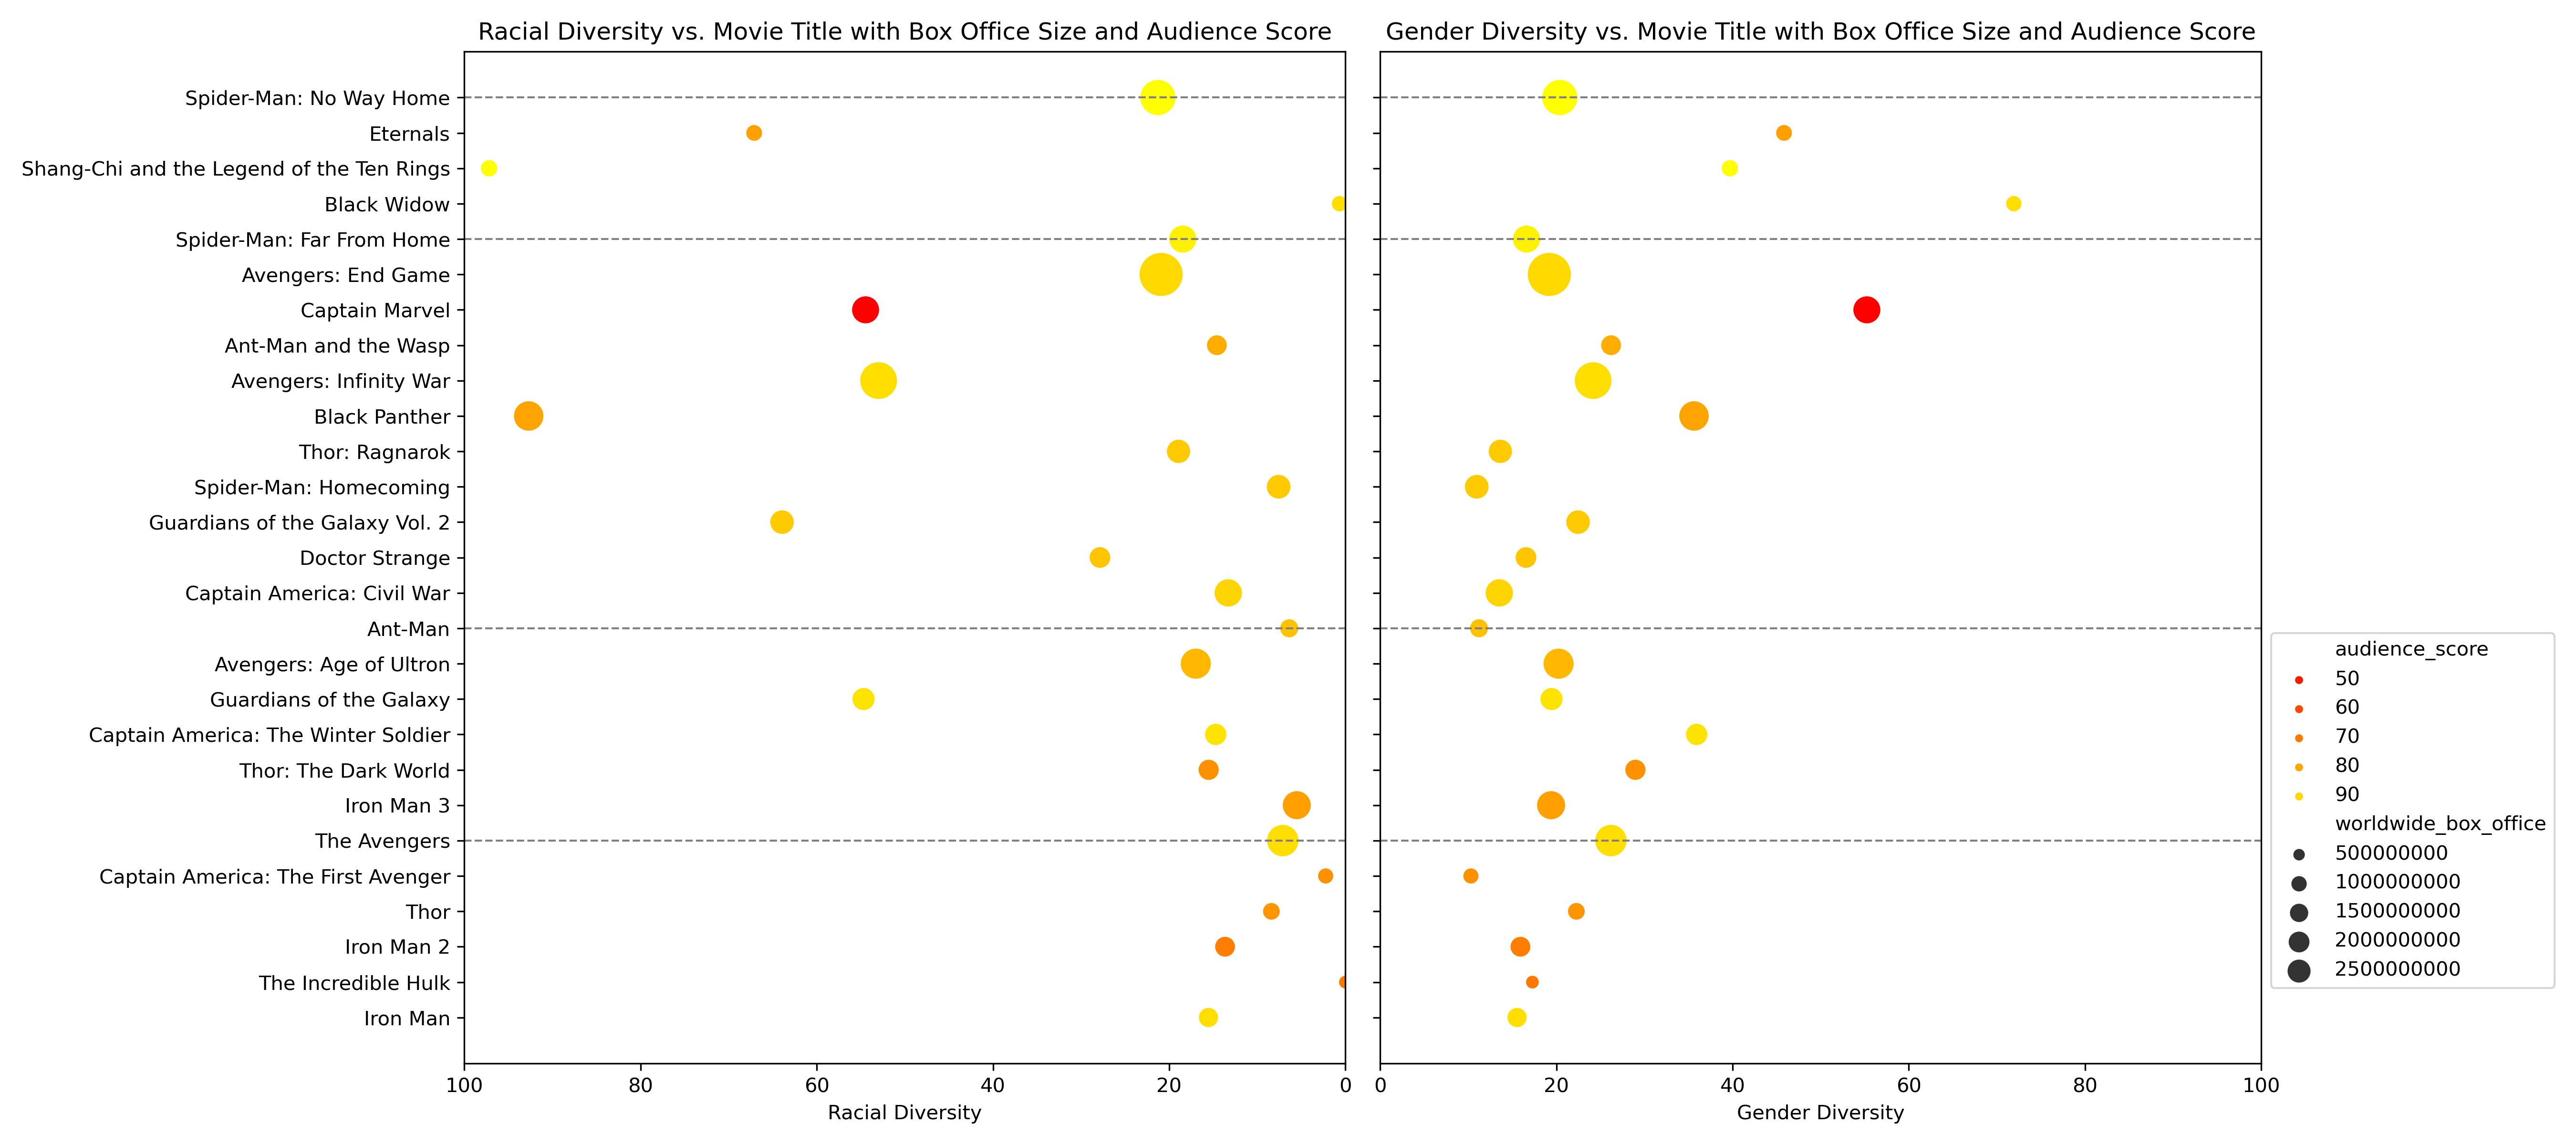 Racial Diversity vs. Movie Title with Box Office Size and Audience Score
Gender Diversity vs. Movie Title with Box Office Size and Audience Score
Spider-Man: No Way Home
Eternals
Shang-Chi and the Legend of the Ten Rings
Black Widow
Spider-Man: Far From Home
Avengers: End Game
Captain Marvel
Ant-Man and the Wasp
Avengers: Infinity War
Black Panther
Thor: Ragnarok
Spider-Man: Homecoming
Guardians of the Galaxy Vol. 2
Doctor Strange
Captain America: Civil War
Ant-Man
Avengers: Age of Ultron
Guardians of the Galaxy
Captain America: The Winter Soldier
Thor: The Dark World
Iron Man 3
The Avengers
Captain America: The First Avenger
Thor
Iron Man 2
The Incredible Hulk
Iron Man
100 80 60 40 20 0
Racial Diversity
0 20 40 60 80 100
Gender Diversity
audience_score
50
60
70
80
90
worldwide_box_office
500000000
1000000000
1500000000
2000000000
2500000000